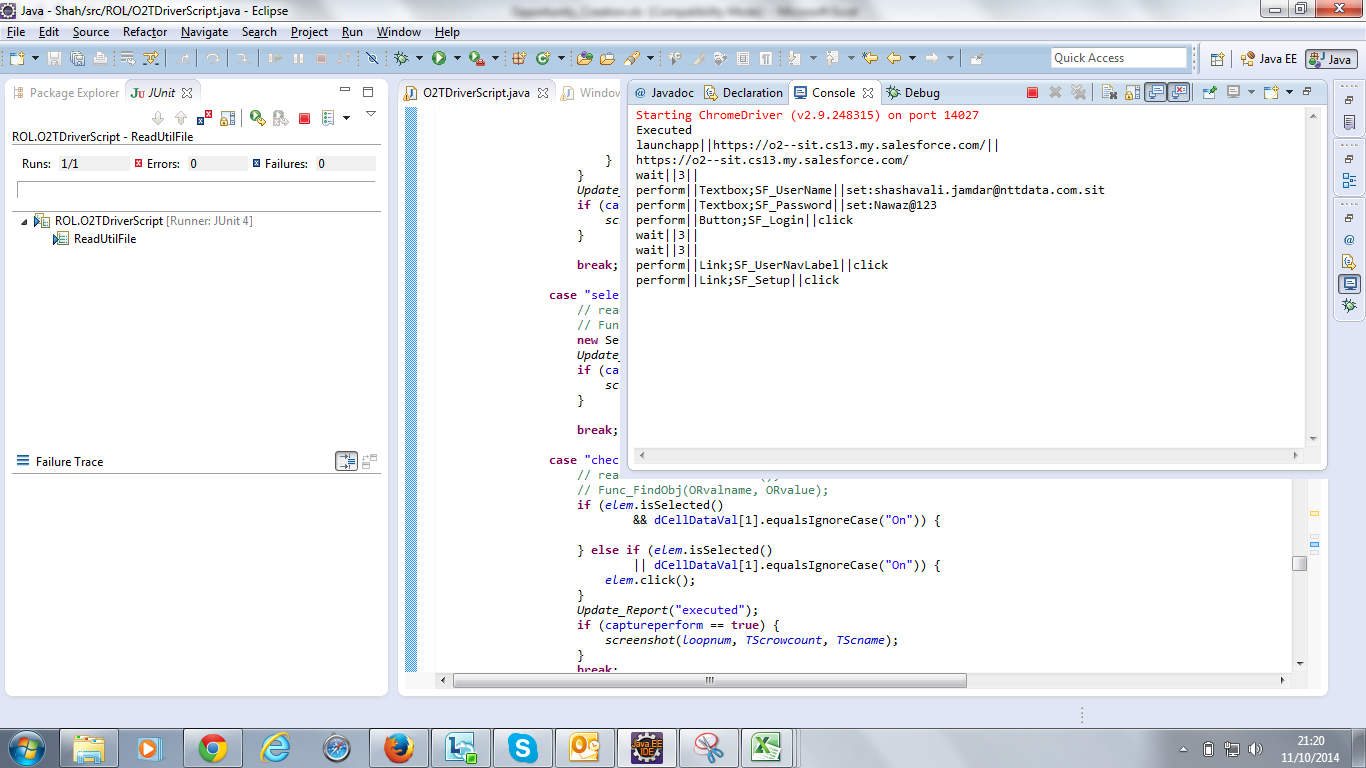 Java - Shah/src/ROL/O2TDriverScript.java - Eclipse
File Edit Source Refactor Navigate Search Project Run Window Help
Quick Access
Java EE
Java
Package Explorer
JUnit
ROL.O2TDriverScript - ReadUtilFile
Runs: 1/1 Errors: 0 Failures: 0
ROL.O2TDriverScript [Runner: JUnit 4]
ReadUtilFile
Failure Trace
O2TDriverScript.java
Window
}
}
Update_
if (ca
sc
}
break;
case "sele
// rea
// Fun
new Se
Update_
if (ca
sc
}
break;
case "chec
// rea
// Func_FindObj(ORvalname, ORvalue);
if (elem.isSelected()
&& dCellDataVal[1].equalsIgnoreCase("On")) {
} else if (elem.isSelected()
|| dCellDataVal[1].equalsIgnoreCase("On")) {
elem.click();
}
Update_Report("executed");
if (captureperform == true) {
screenshot(loopnum, TScrowcount, TScname);
}
break;
@ Javadoc Declaration Console Debug
Starting ChromeDriver (v2.9.248315) on port 14027
Executed
launchapp||https://o2--sit.cs13.my.salesforce.com/||
https://o2--sit.cs13.my.salesforce.com/
wait||3||
perform||Textbox;SF_UserName||set:shashavali.jamdar@nttdata.com.sit
perform||Textbox;SF_Password||set:Nawaz@123
perform||Button;SF_Login||click
wait||3||
wait||3||
perform||Link;SF_UserNavLabel||click
perform||Link;SF_Setup||click
21:20
11/10/2014